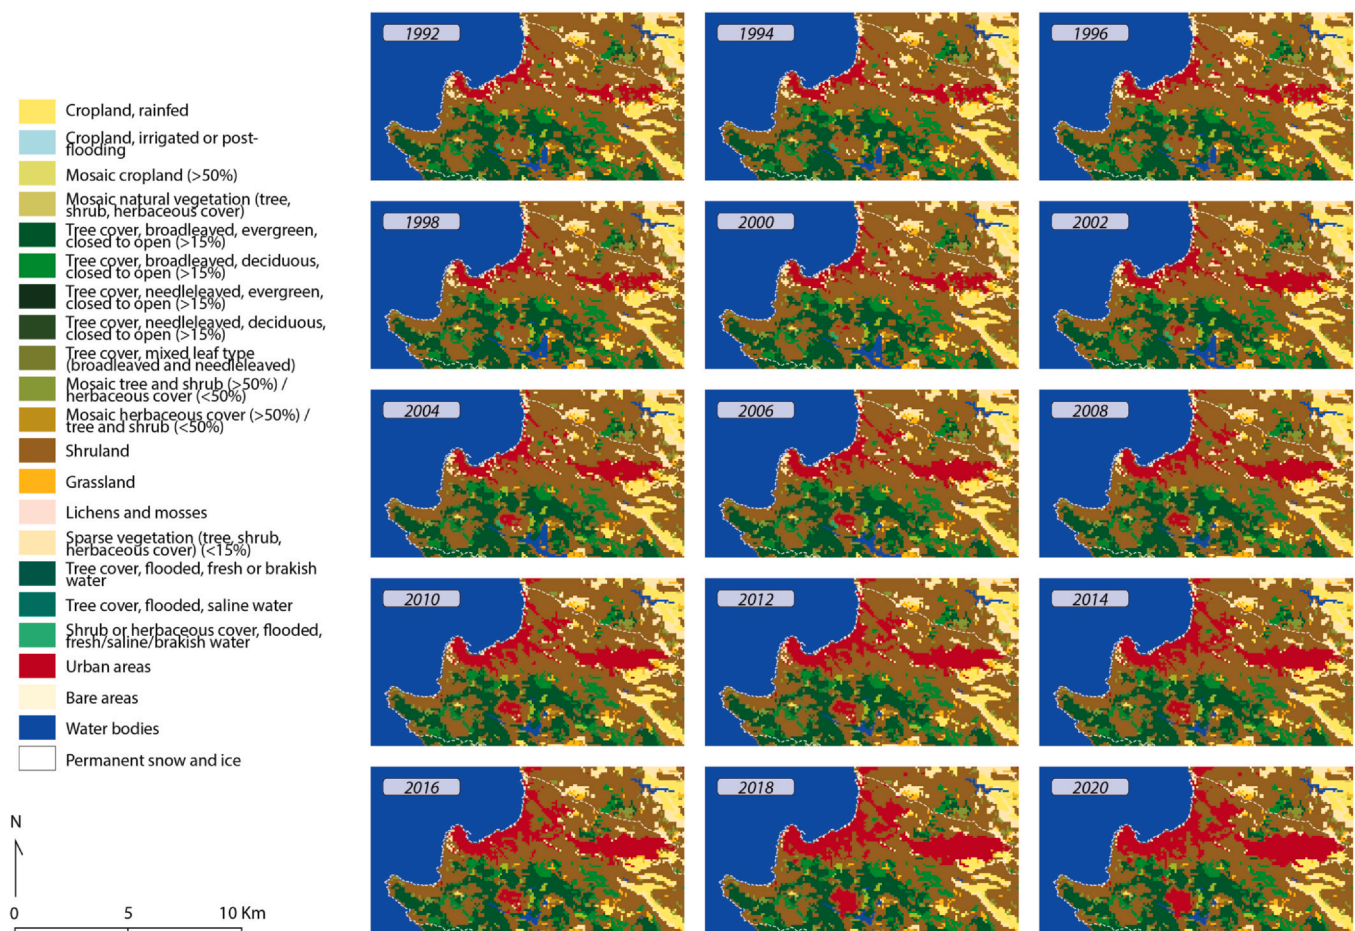 1992
1994
1996
Cropland, rainfed
Cropland, irrigated or post-
flooding
Mosaic cropland (>50%)
Mosaic natural vegetation (tree,
shrub, herbaceous cover)
Tree cover, broadleaved, evergreen,
closed to open (>15%)
Tree cover, broadleaved, deciduous,
closed to open (>15%)
Tree cover, needleleaved, evergreen,
closed to open (>15%)
Tree cover, needleleaved, deciduous,
closed to open (>15%)
Tree cover, mixed leaf type
(broadleaved and needleleaved)
Mosaic tree and shrub (>50%) /
herbaceous cover (<50%)
Mosaic herbaceous cover (>50%) /
tree and shrub (<50%)
Shruland
Grassland
Lichens and mosses
Sparse vegetation (tree, shrub,
herbaceous cover) (<15%)
Tree cover, flooded, fresh or brakish
water
Tree cover, flooded, saline water
Shrub or herbaceous cover, flooded,
fresh/saline/brakish water
Urban areas
Bare areas
Water bodies
Permanent snow and ice
1998
2000
2002
2004
2006
2008
2010
2012
2014
2016
2018
2020
N
0 5 10 Km